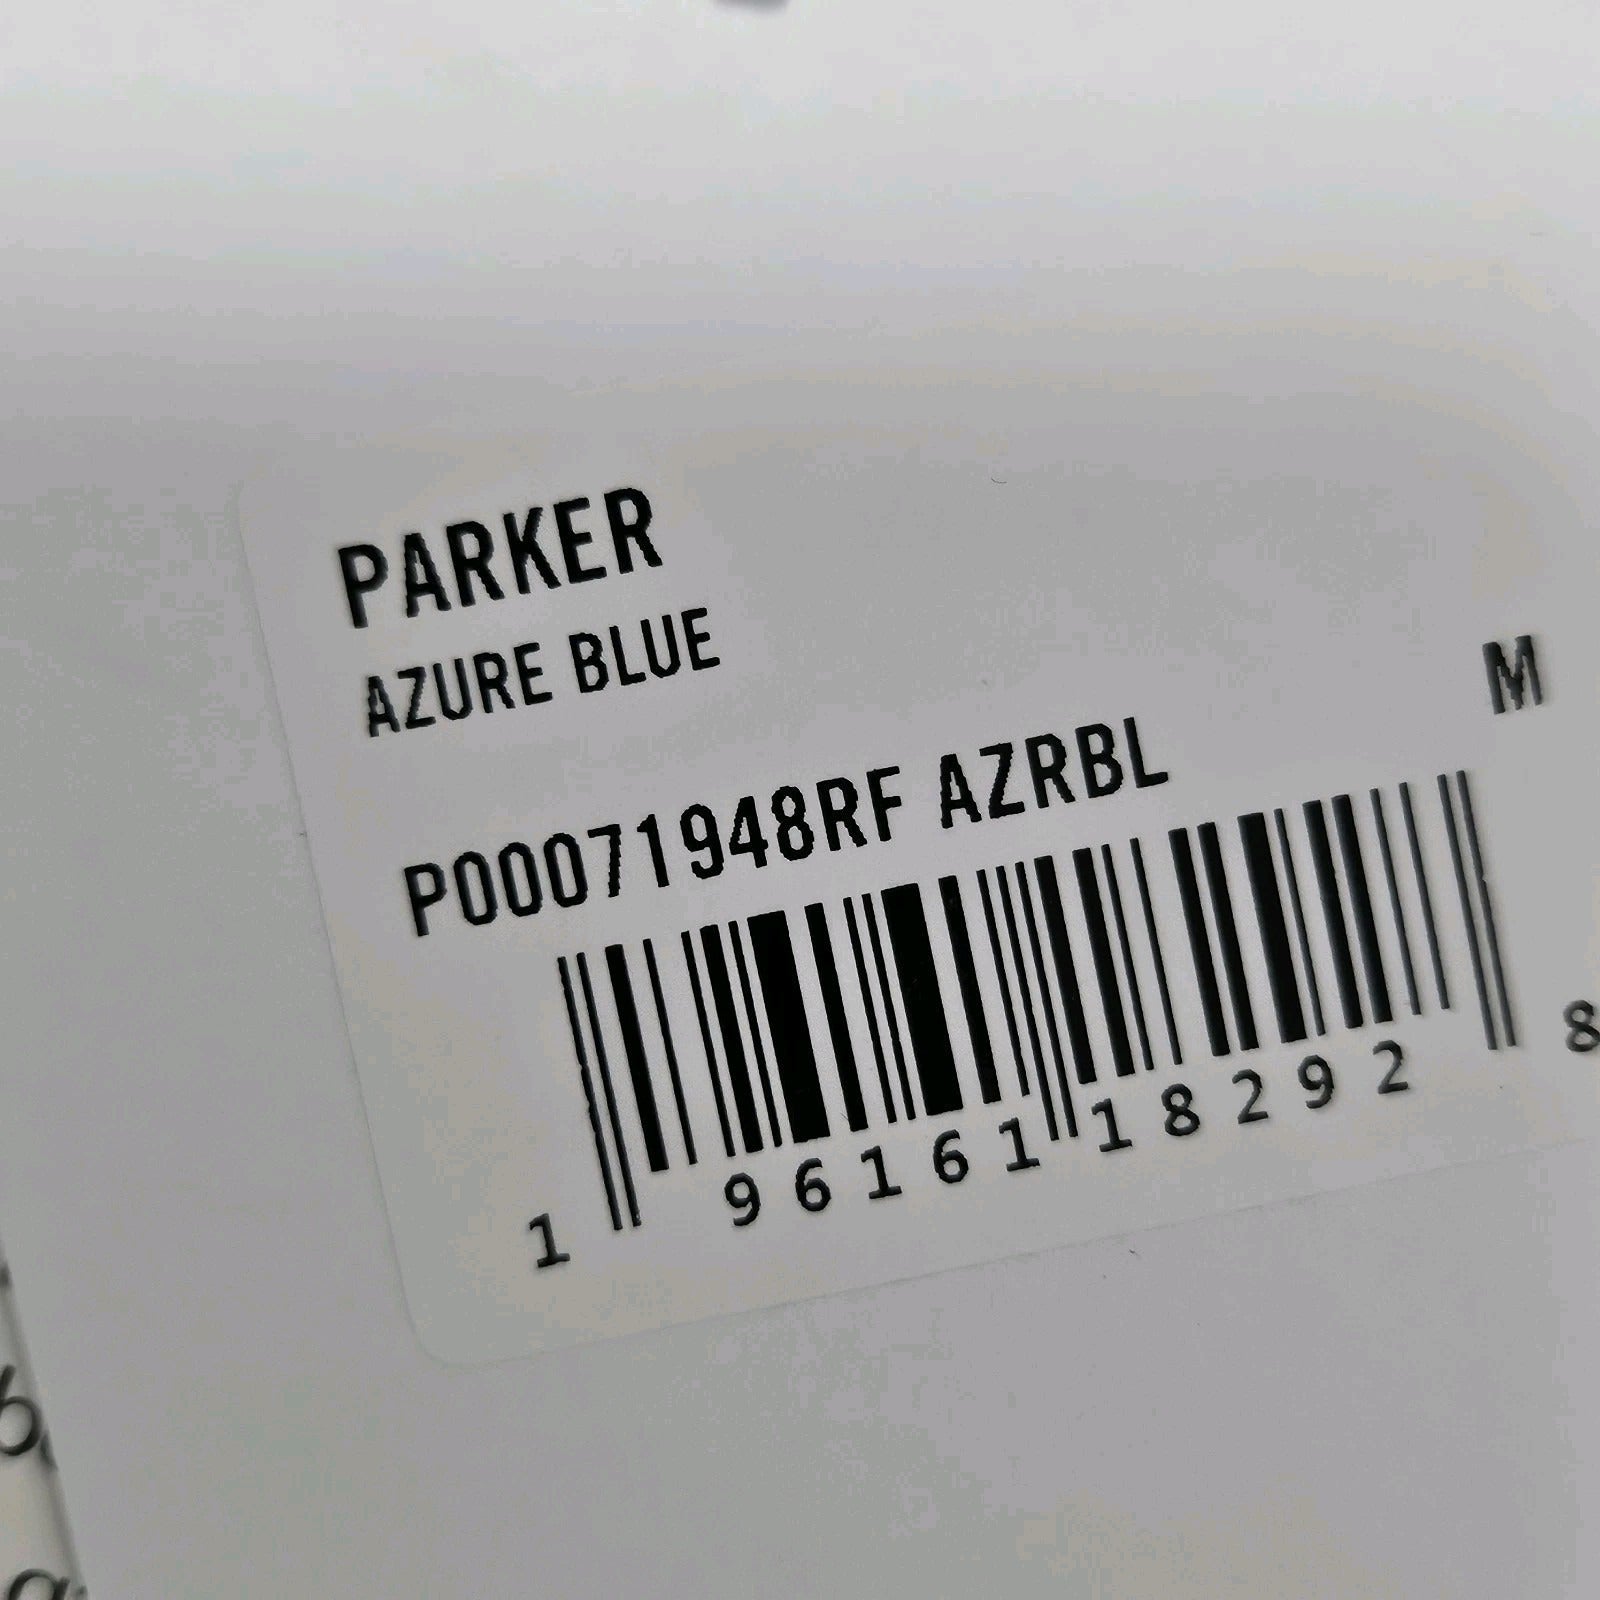 PARKER
AZURE BLUE
M
P00071948RF AZRBL
1 96161 18292 8